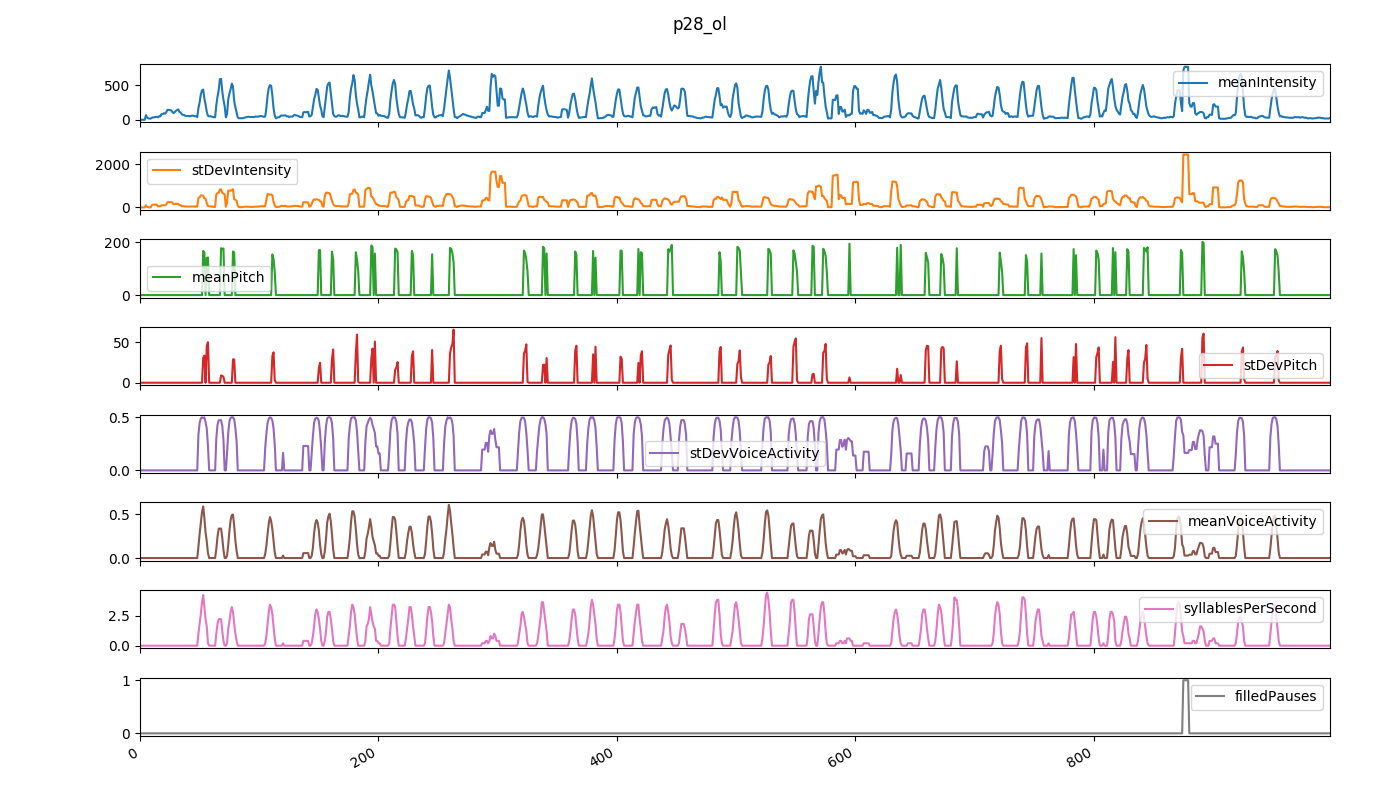 p28_ol
500
0
meanIntensity
2000
0
stDevIntensity
200
0
meanPitch
50
0
stDevPitch
0.5
0.0
stDevVoiceActivity
0.5
0.0
meanVoiceActivity
2.5
0.0
syllablesPerSecond
1
0
filledPauses
0
200
400
600
800